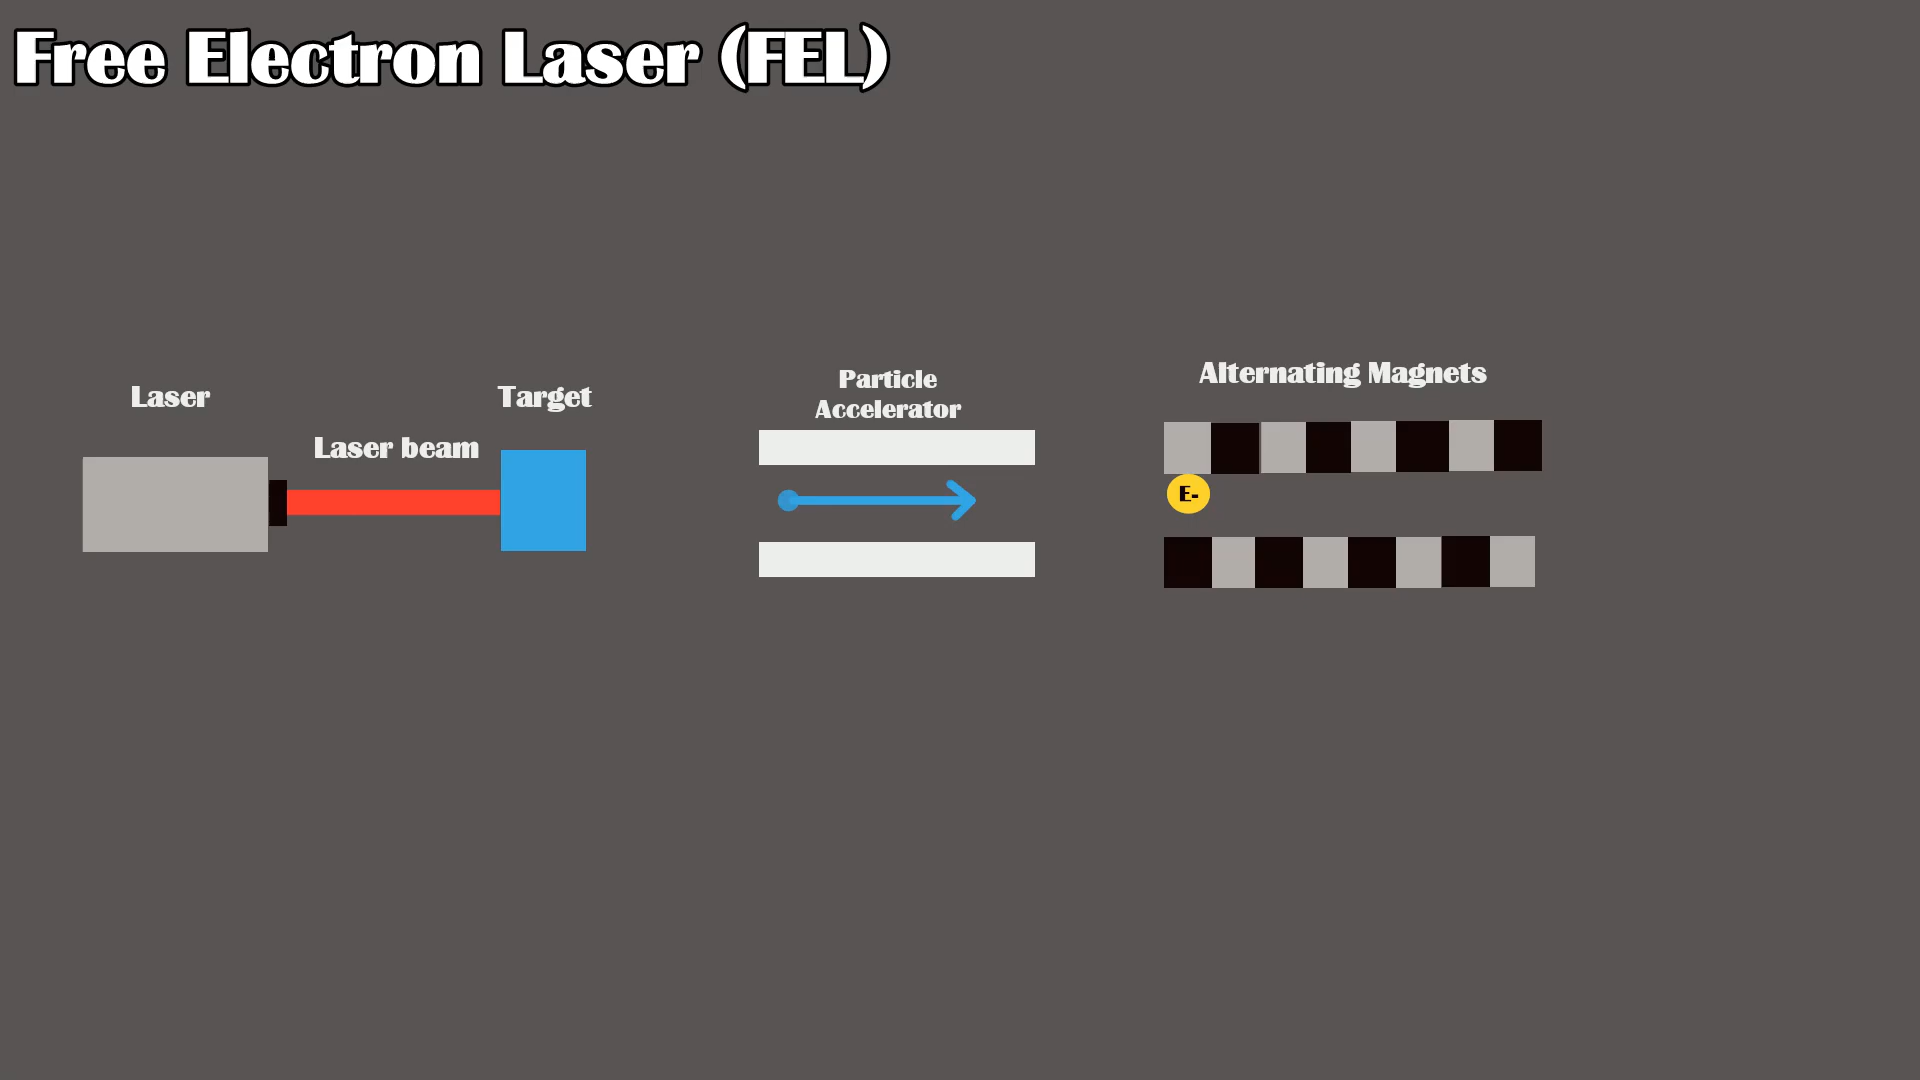 Free Electron Laser (FEL)
Laser
Laser beam
Target
Particle
Accelerator
Alternating Magnets
E-